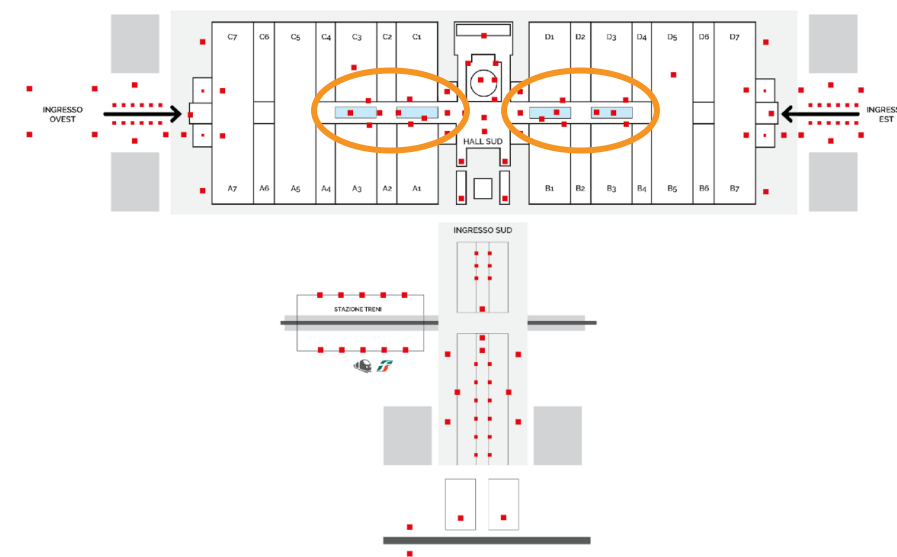 C7 C6 C5 C4 C3 C2 C1 D1 D2 D3 D4 D5 D6 D7
INGRESSO
OVEST
INGRESS
EST
HALL SUD
A7 A6 A5 A4 A3 A2 A1 B1 B2 B3 B4 B5 B6 B7
INGRESSO SUD
STAZIONE TRENI